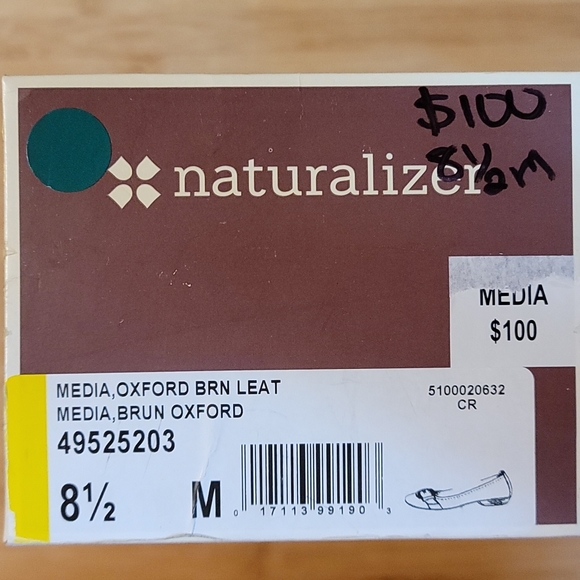 $100
8½M
naturalizer
MEDIA
$100
MEDIA,OXFORD BRN LEAT
MEDIA,BRUN OXFORD
49525203
5100020632
CR
8½ M
0 17113 99190 3